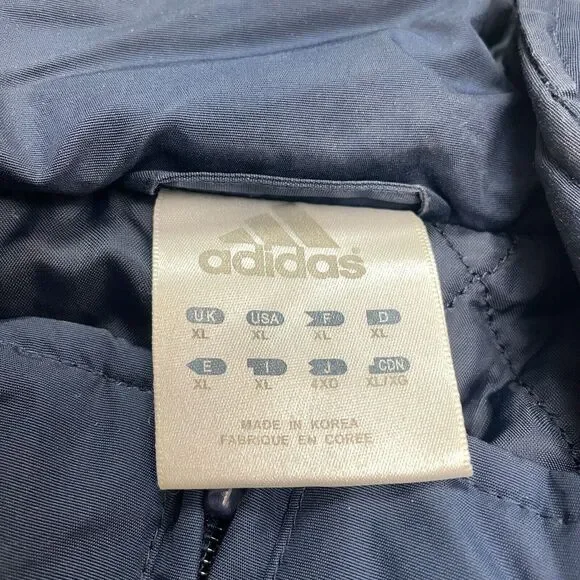 adidas
UK USA F D
XL XL XL XL
E I J CDN
XL XL 4XO XL/XG
MADE IN KOREA
FABRIQUE EN COREE